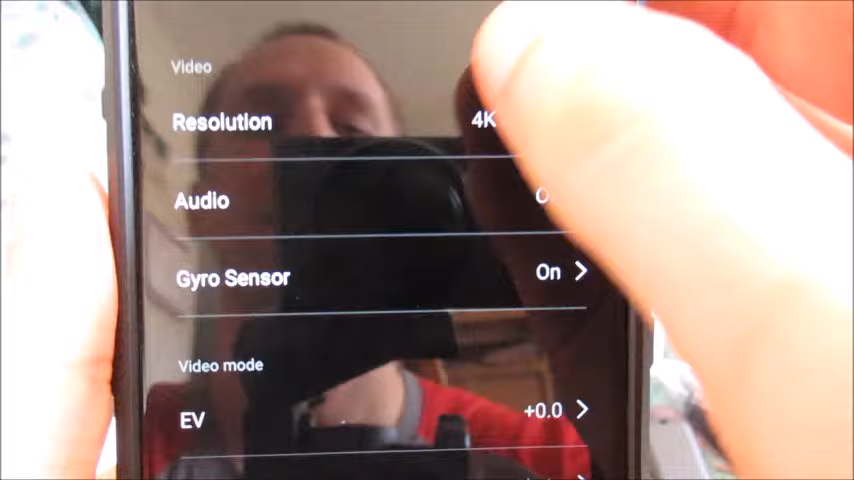 Video
Resolution 4K
Audio
Gyro Sensor On
Video mode
EV +0.0